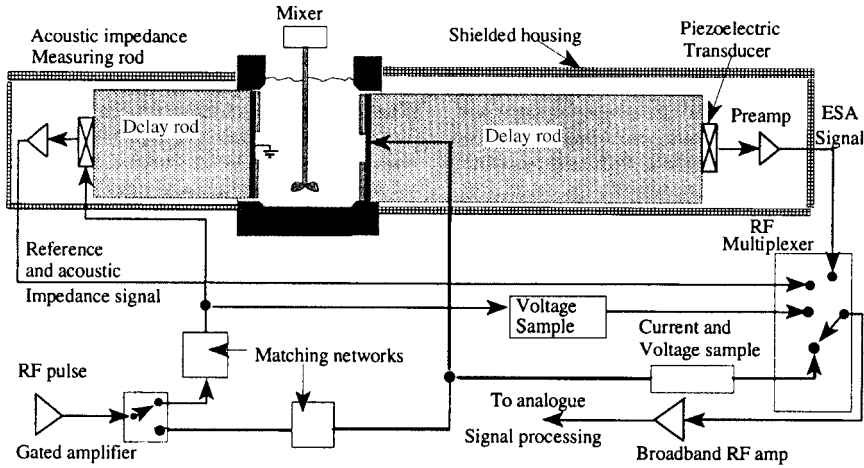 Mixer
Acoustic impedance
Measuring rod
Shielded housing
Piezoelectric
Transducer
Delay rod
Delay rod
Preamp
ESA
Signal
RF
Multiplexer
Reference
and acoustic
Impedance signal
Voltage
Sample
Current and
Voltage sample
Matching networks
RF pulse
Gated amplifier
To analogue
Signal processing
Broadband RF amp